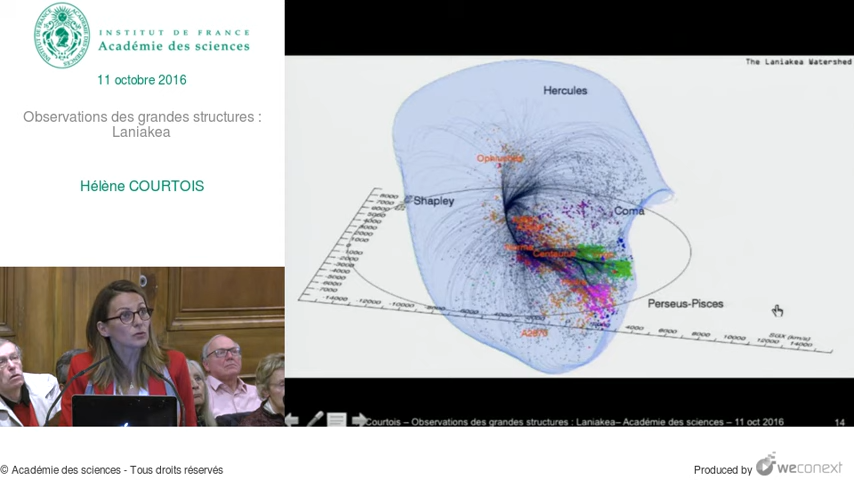 INSTITUT DE FRANCE
Académie des sciences
11 octobre 2016
Observations des grandes structures :
Laniakea
Hélène COURTOIS
The Laniakea Watershed
Hercules
Ophiuchus
Shapley
Coma
Centaurus
Perseus-Pisces
SGX (km/s)
Courtois – Observations des grandes structures : Laniakea– Académie des sciences – 11 oct 2016
14
© Académie des sciences - Tous droits réservés
Produced by weconext